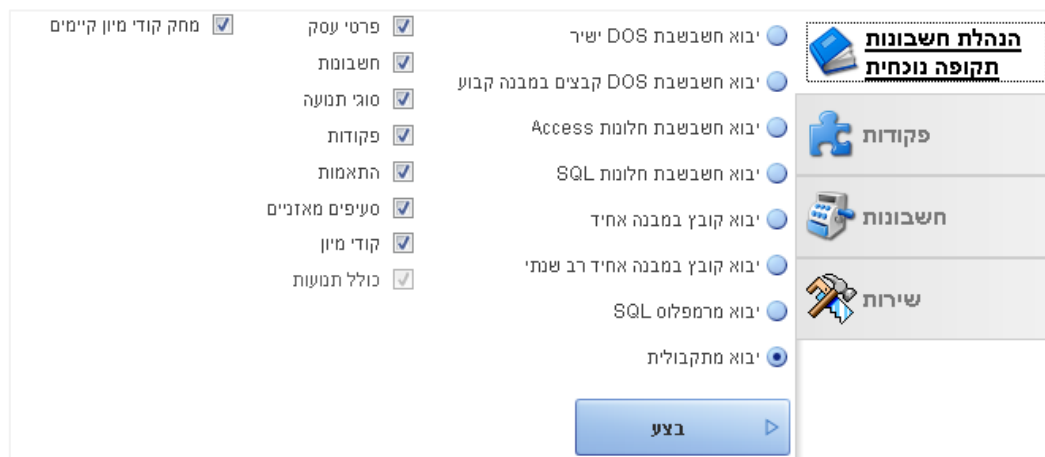 הנהלת חשבונות
תקופה נוכחית
פקודות
חשבונות
שירות
יבוא חשבשבת DOS ישיר
יבוא חשבשבת DOS קבצים במבנה קבוע
יבוא חשבשבת חלונות Access
יבוא חשבשבת חלונות SQL
יבוא קובץ במבנה אחיד
יבוא קובץ במבנה אחיד רב שנתי
יבוא מרמפלוס SQL
יבוא מתקבולית
בצע
פרטי עסק
חשבונות
סוגי תנועה
פקודות
התאמות
סעיפים מאזניים
קודי מיון
כולל תנועות
מחק קודי מיון קיימים